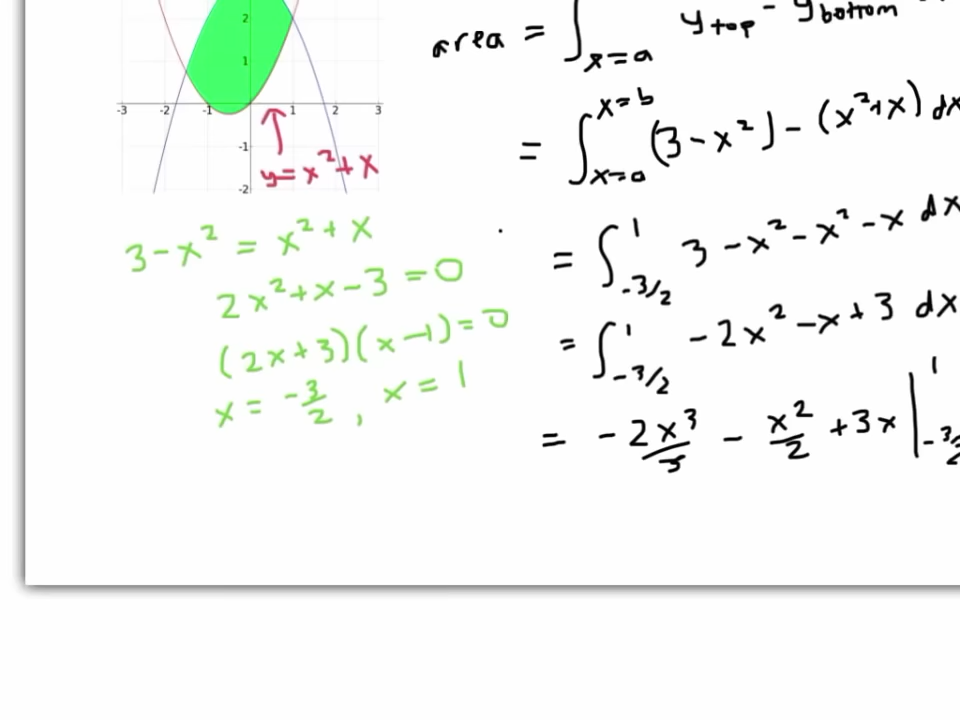 2
1
-3 -2 -1 1 2 3
-1
-2
y = x² + x
3 - x² = x² + x
2x² + x - 3 = 0
(2x + 3)(x - 1) = 0
x = -3/2 , x = 1
area = ∫_{x=a} y_top - y_bottom
= ∫_{x=a}^{x=b} (3 - x²) - (x² + x) dx
= ∫_{-3/2}^{1} 3 - x² - x² - x dx
= ∫_{-3/2}^{1} -2x² - x + 3 dx
= -2x³/3 - x²/2 + 3x |_{-3/2}^{1}